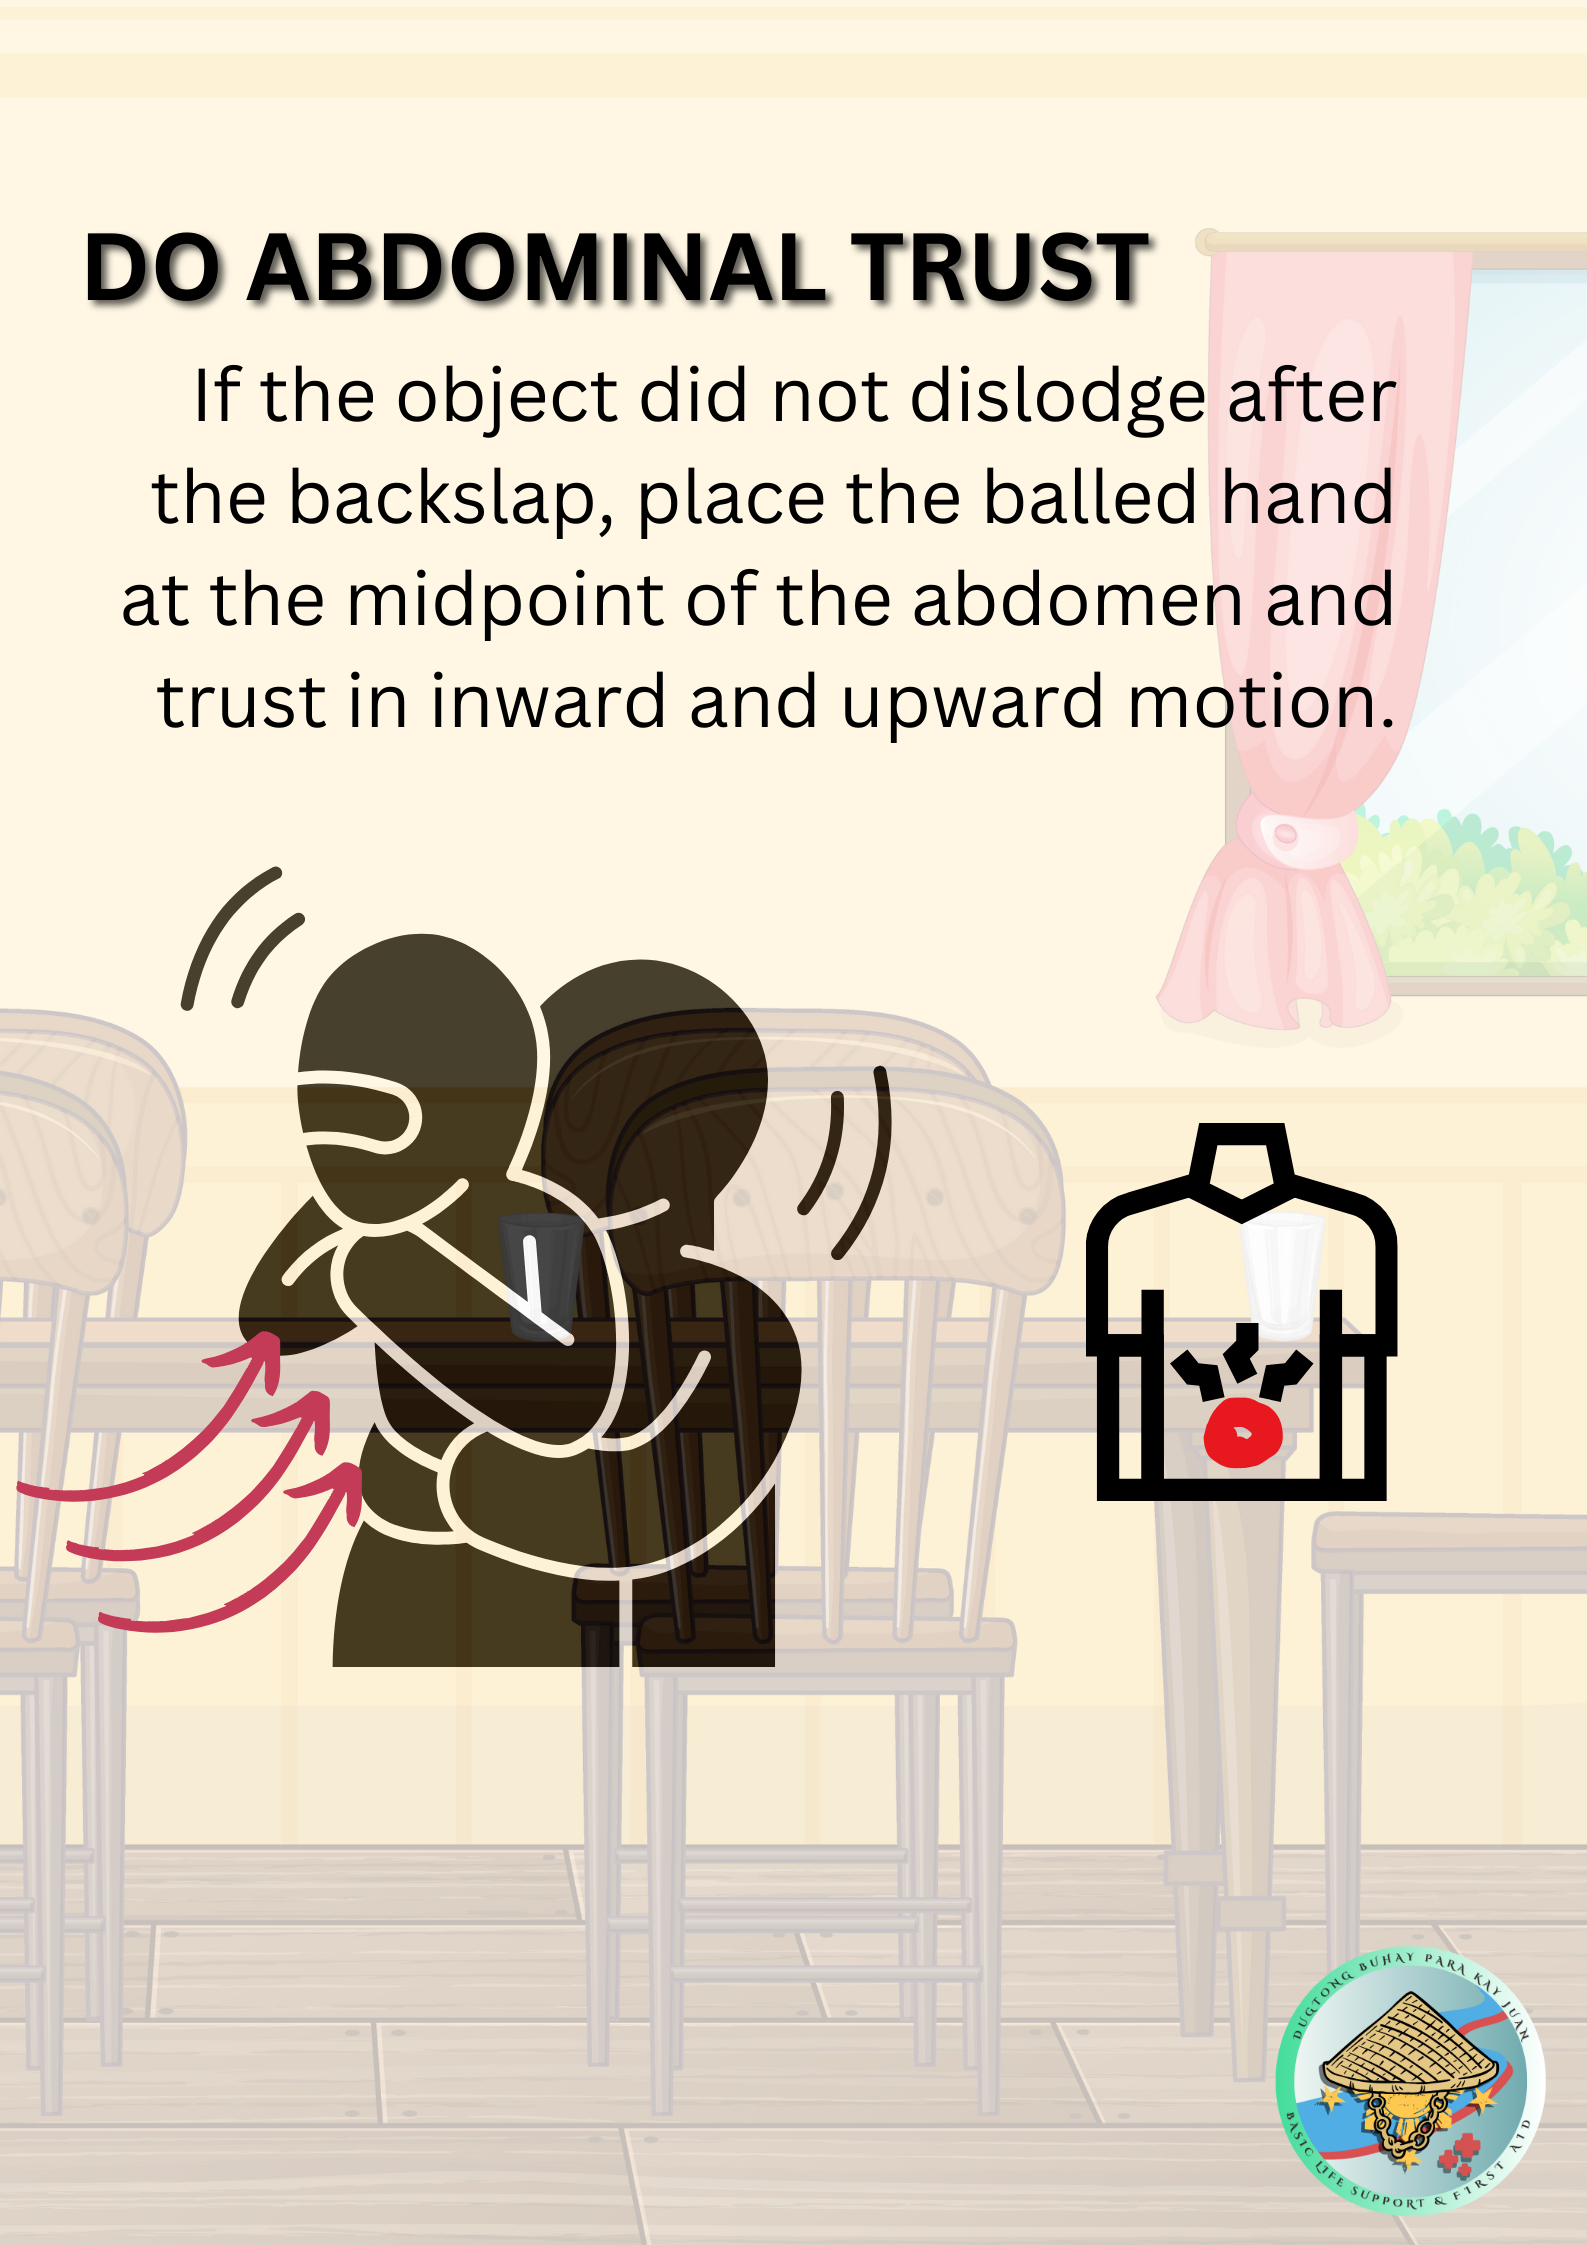 DO ABDOMINAL TRUST
If the object did not dislodge after
the backslap, place the balled hand
at the midpoint of the abdomen and
trust in inward and upward motion.
DUGTONG BUHAY PARA KAY JUAN
BASIC LIFE SUPPORT & FIRST AID